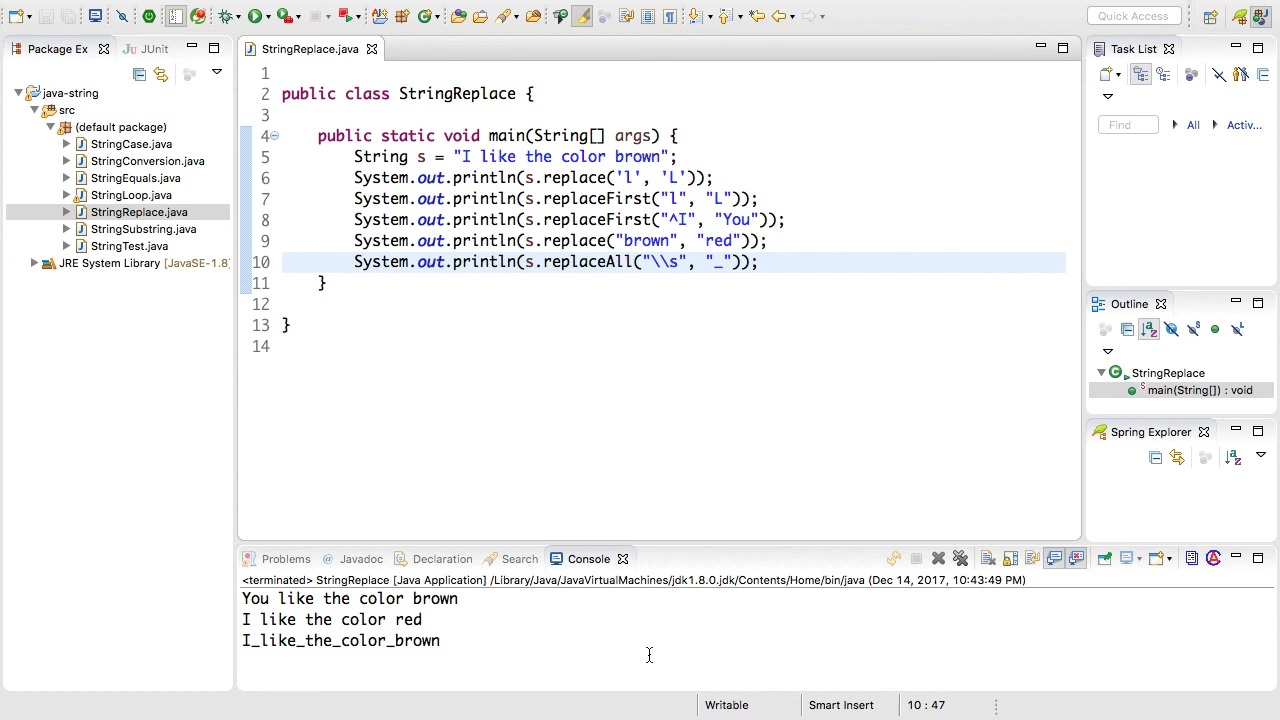 Quick Access
Package Ex
JUnit
java-string
src
(default package)
StringCase.java
StringConversion.java
StringEquals.java
StringLoop.java
StringReplace.java
StringSubstring.java
StringTest.java
JRE System Library [JavaSE-1.8]
StringReplace.java
1
2 public class StringReplace {
3
4 public static void main(String[] args) {
5 String s = "I like the color brown";
6 System.out.println(s.replace('l', 'L'));
7 System.out.println(s.replaceFirst("l", "L"));
8 System.out.println(s.replaceFirst("^I", "You"));
9 System.out.println(s.replace("brown", "red"));
10 System.out.println(s.replaceAll("\\s", "_"));
11 }
12
13 }
14
Task List
Find All Activ...
Outline
StringReplace
main(String[]) : void
Spring Explorer
Problems @ Javadoc Declaration Search Console
<terminated> StringReplace [Java Application] /Library/Java/JavaVirtualMachines/jdk1.8.0.jdk/Contents/Home/bin/java (Dec 14, 2017, 10:43:49 PM)
You like the color brown
I like the color red
I_like_the_color_brown
Writable Smart Insert 10 : 47